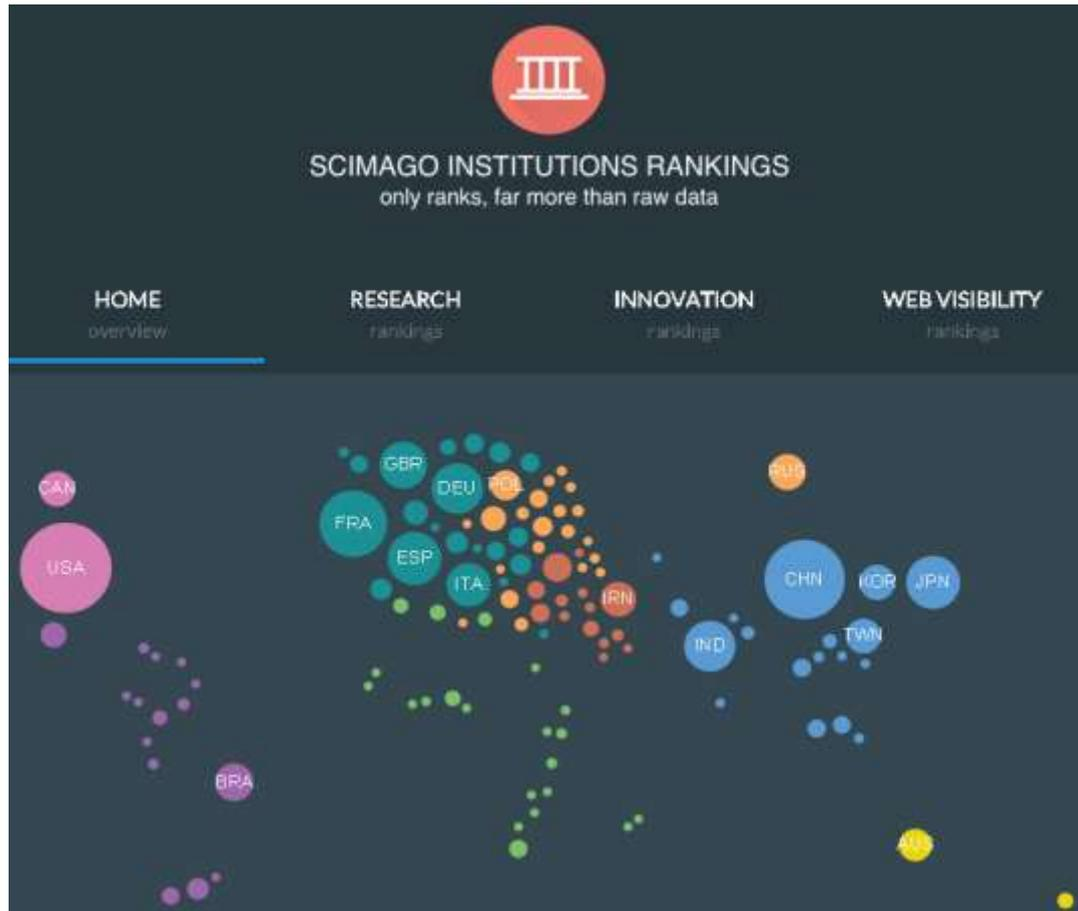 SCIMAGO INSTITUTIONS RANKINGS
only ranks, far more than raw data
HOME
RESEARCH
INNOVATION
WEB VISIBILITY
overview
rankings
rankings
rankings
GBR
POL
RUS
CAN
DEU
FRA
ESP
USA
CHN
KOR
JPN
ITA
IRN
IND
TWN
BRA
AUS